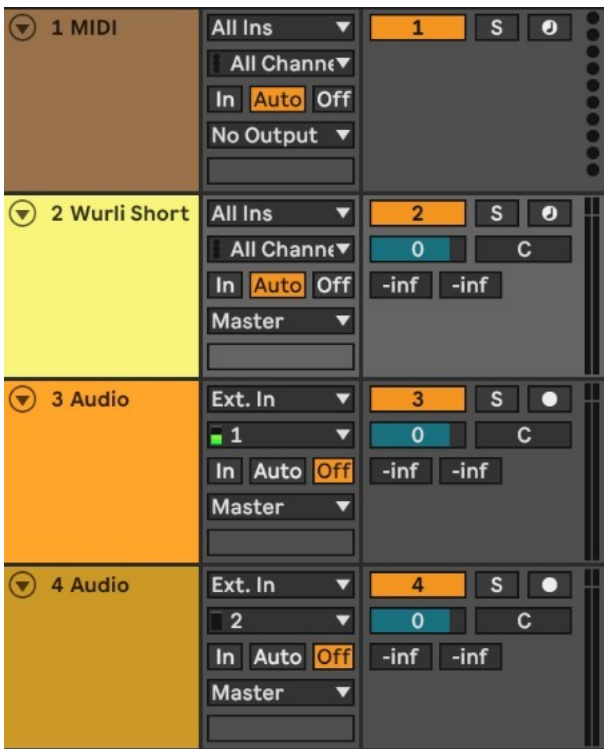 1 MIDI All Ins 1 S
All Channe
In Auto Off
No Output
2 Wurli Short All Ins 2 S
All Channe 0 C
In Auto Off -inf -inf
Master
3 Audio Ext. In 3 S
1 0 C
In Auto Off -inf -inf
Master
4 Audio Ext. In 4 S
2 0 C
In Auto Off -inf -inf
Master